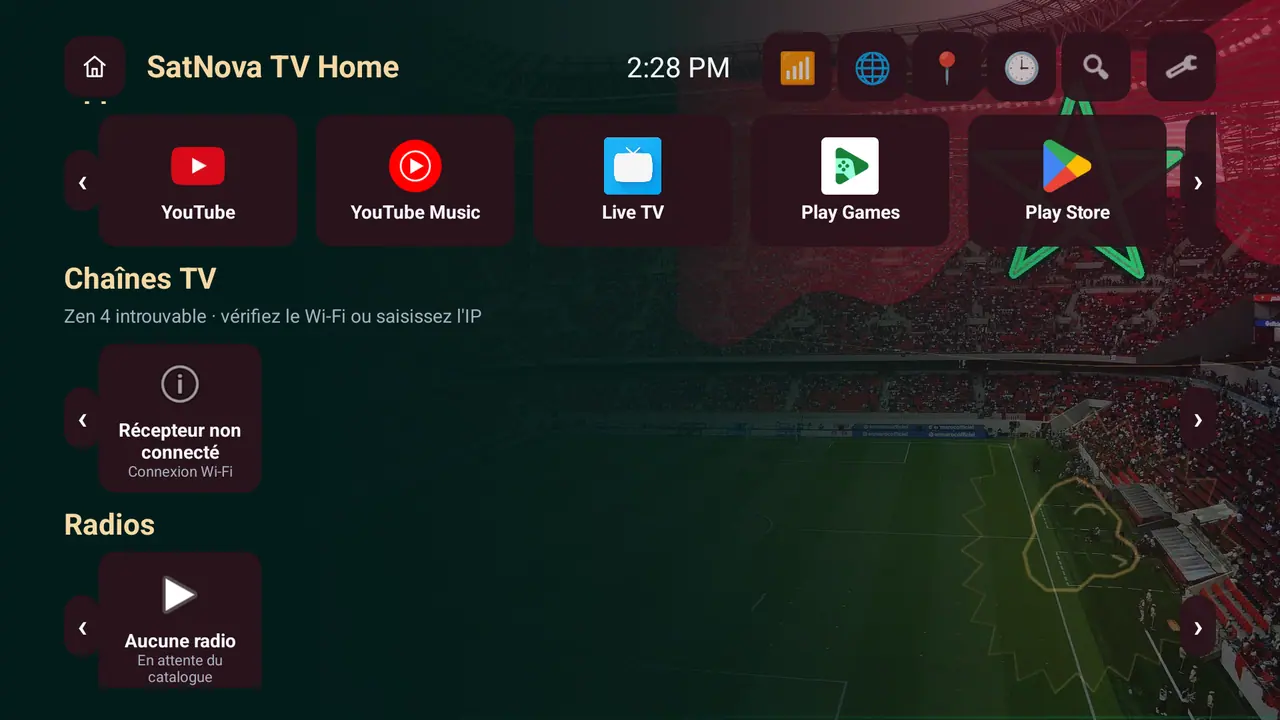 SatNova TV Home
2:28 PM
YouTube
YouTube Music
Live TV
Play Games
Play Store
Chaînes TV
Zen 4 introuvable · vérifiez le Wi-Fi ou saisissez l'IP
Récepteur non
connecté
Connexion Wi-Fi
Radios
Aucune radio
En attente du
catalogue